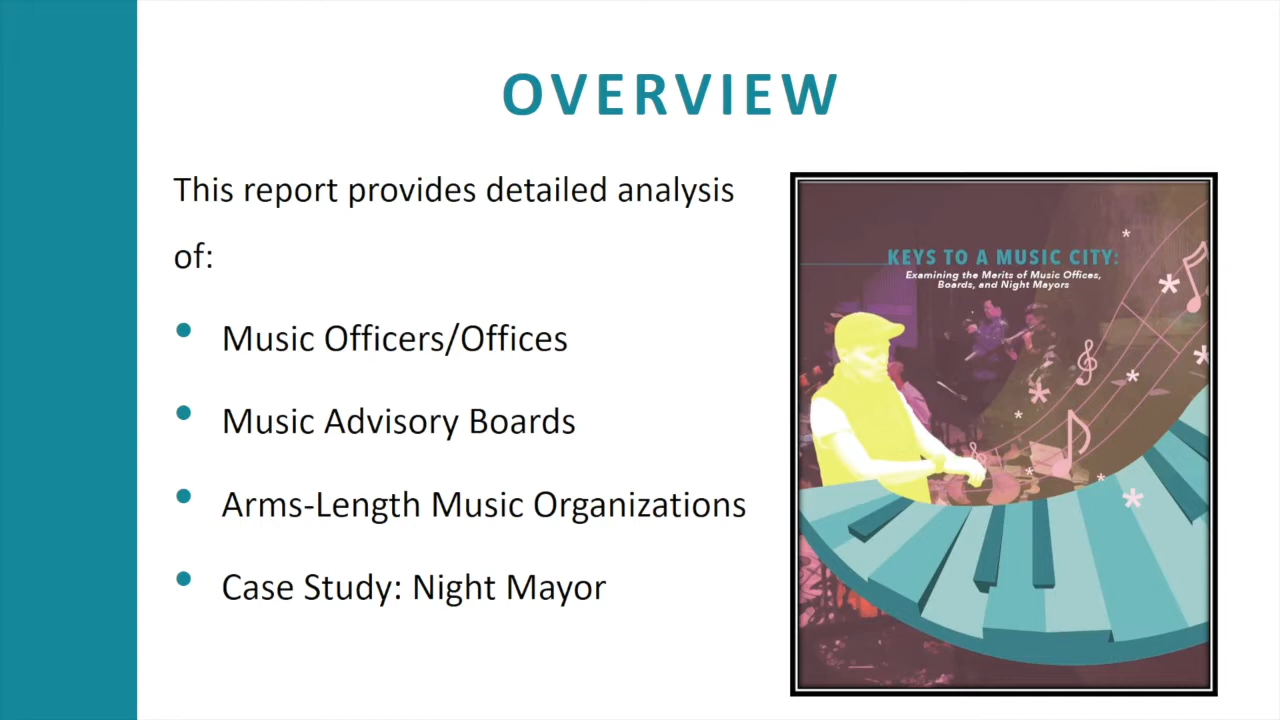 OVERVIEW
This report provides detailed analysis
of:
• Music Officers/Offices
• Music Advisory Boards
• Arms-Length Music Organizations
• Case Study: Night Mayor
KEYS TO A MUSIC CITY:
Examining the Merits of Music Offices,
Boards, and Night Mayors